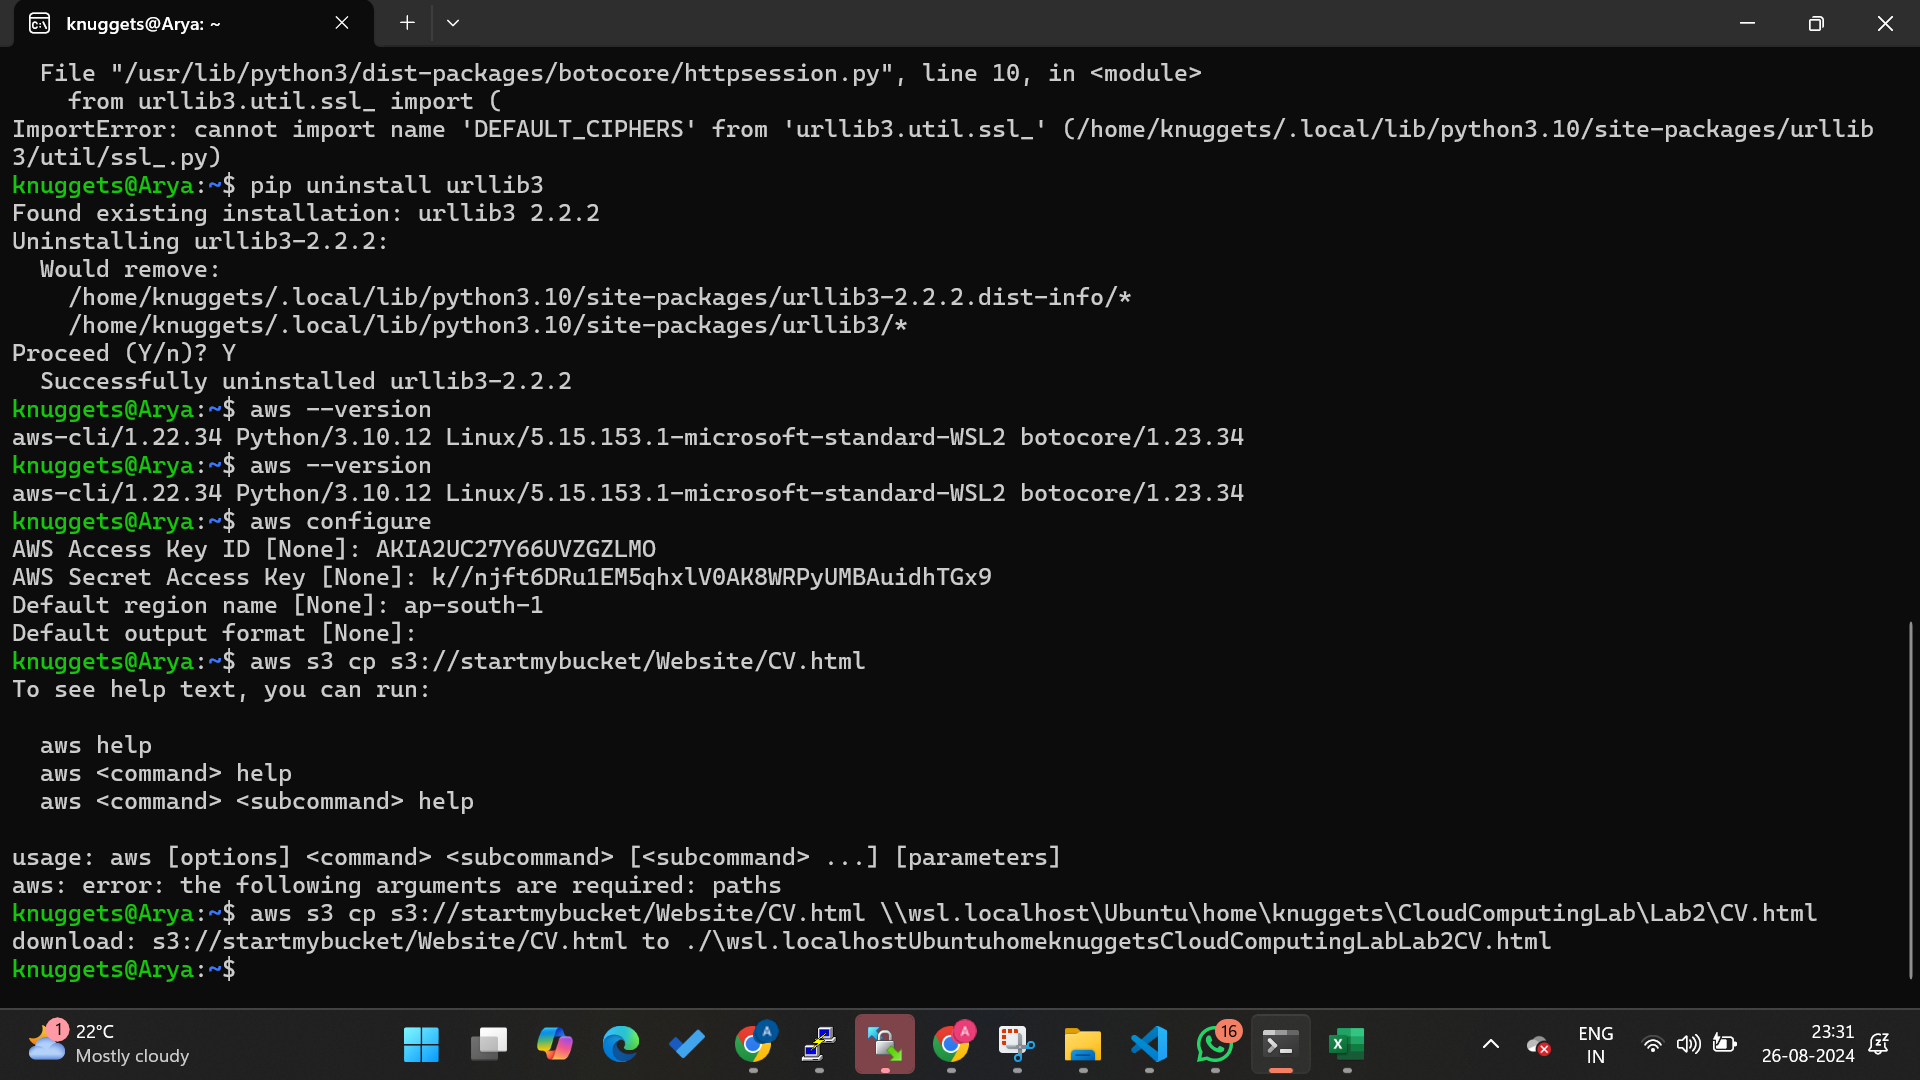 knuggets@Arya: ~
File "/usr/lib/python3/dist-packages/botocore/httpsession.py", line 10, in <module>
from urllib3.util.ssl_ import (
ImportError: cannot import name 'DEFAULT_CIPHERS' from 'urllib3.util.ssl_' (/home/knuggets/.local/lib/python3.10/site-packages/urllib
3/util/ssl_.py)
knuggets@Arya:~$ pip uninstall urllib3
Found existing installation: urllib3 2.2.2
Uninstalling urllib3-2.2.2:
Would remove:
/home/knuggets/.local/lib/python3.10/site-packages/urllib3-2.2.2.dist-info/*
/home/knuggets/.local/lib/python3.10/site-packages/urllib3/*
Proceed (Y/n)? Y
Successfully uninstalled urllib3-2.2.2
knuggets@Arya:~$ aws --version
aws-cli/1.22.34 Python/3.10.12 Linux/5.15.153.1-microsoft-standard-WSL2 botocore/1.23.34
knuggets@Arya:~$ aws --version
aws-cli/1.22.34 Python/3.10.12 Linux/5.15.153.1-microsoft-standard-WSL2 botocore/1.23.34
knuggets@Arya:~$ aws configure
AWS Access Key ID [None]: AKIA2UC27Y66UVZGZLMO
AWS Secret Access Key [None]: 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
Default region name [None]: ap-south-1
Default output format [None]:
knuggets@Arya:~$ aws s3 cp s3://startmybucket/Website/CV.html
To see help text, you can run:
aws help
aws <command> help
aws <command> <subcommand> help
usage: aws [options] <command> <subcommand> [<subcommand> ...] [parameters]
aws: error: the following arguments are required: paths
knuggets@Arya:~$ aws s3 cp s3://startmybucket/Website/CV.html \\wsl.localhost\Ubuntu\home\knuggets\CloudComputingLab\Lab2\CV.html
download: s3://startmybucket/Website/CV.html to ./\wsl.localhostUbuntuhomeknuggetsCloudComputingLabLab2CV.html
knuggets@Arya:~$
1
22°C
Mostly cloudy
A
A
16
X
ENG
IN
23:31
26-08-2024